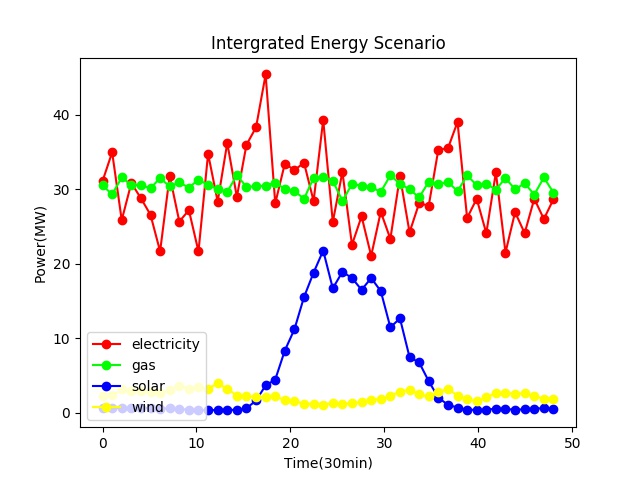 Intergrated Energy Scenario
Power(MW)
40
30
20
10
0
electricity
gas
solar
wind
0 10 20 30 40 50
Time(30min)